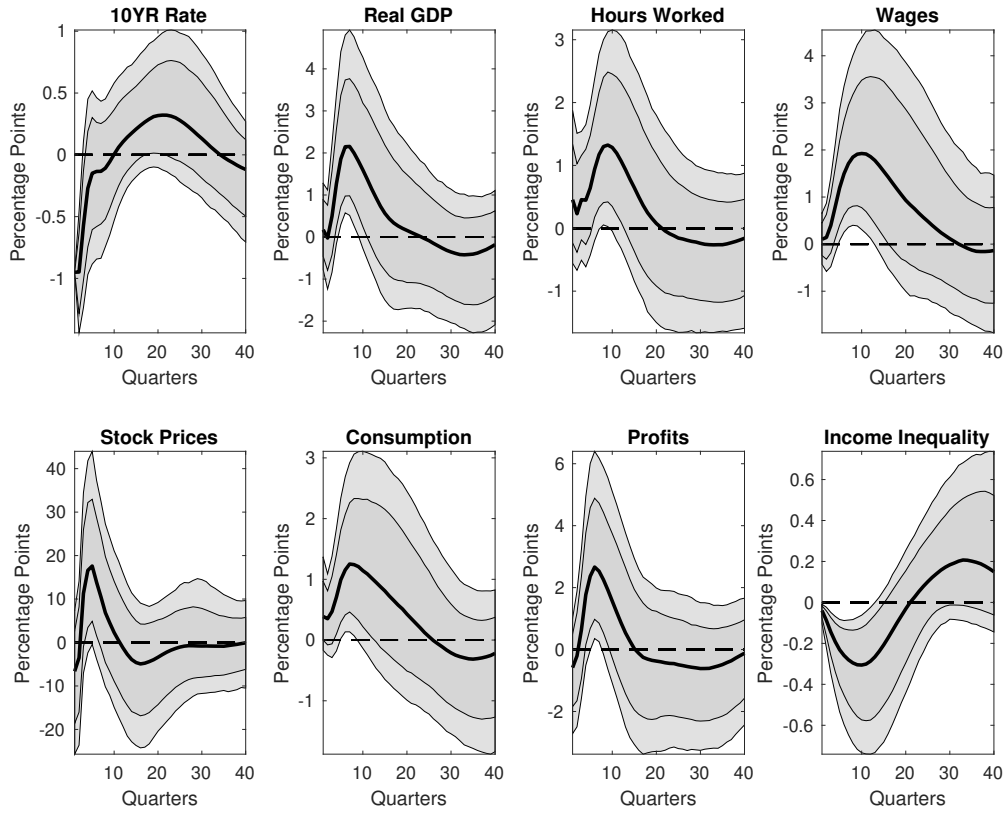 10YR Rate
Percentage Points
1
0.5
0
-0.5
-1
10 20 30 40
Quarters
Real GDP
Percentage Points
4
3
2
1
0
-1
-2
10 20 30 40
Quarters
Hours Worked
Percentage Points
3
2
1
0
-1
10 20 30 40
Quarters
Wages
Percentage Points
4
3
2
1
0
-1
10 20 30 40
Quarters
Stock Prices
Percentage Points
40
30
20
10
0
-10
-20
10 20 30 40
Quarters
Consumption
Percentage Points
3
2
1
0
-1
10 20 30 40
Quarters
Profits
Percentage Points
6
4
2
0
-2
10 20 30 40
Quarters
Income Inequality
Percentage Points
0.6
0.4
0.2
0
-0.2
-0.4
-0.6
10 20 30 40
Quarters